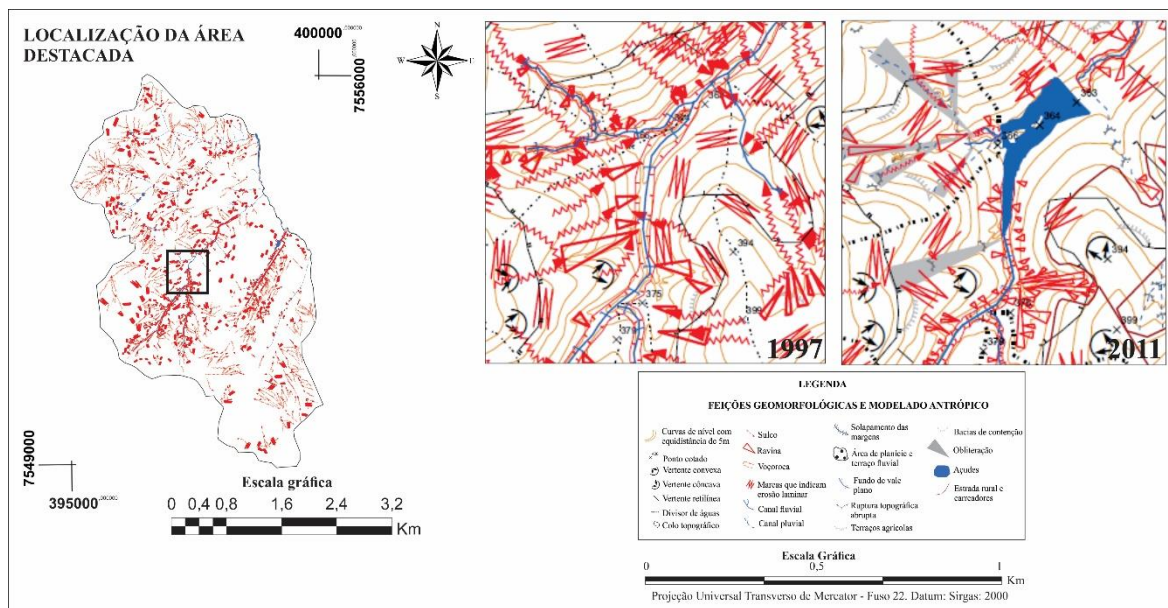 LOCALIZAÇÃO DA ÁREA
DESTACADA
400000,000000
7556000,000000
N
W
E
S
7549000
395000,000000
Escala gráfica
0 0,4 0,8 1,6 2,4 3,2
Km
394
375
399
379
1997
363
364
394
399
2011
LEGENDA
FEIÇÕES GEOMORFOLÓGICAS E MODELADO ANTRÓPICO
Curvas de nível com
equidistância de 5m
Ponto cotado
Vertente convexa
Vertente côncava
Vertente retilínea
Divisor de águas
Colo topográfico
Sulco
Ravina
Voçoroca
Marcas que indicam
erosão laminar
Canal fluvial
Canal pluvial
Solapamento das
margens
Área de planície e
terraço fluvial
Fundo de vale
plano
Ruptura topográfica
abrupta
Terraços agrícolas
Bacias de contenção
Obliteração
Açudes
Estrada rural e
carreadores
Escala Gráfica
0 0,5 1
Km
Projeção Universal Transverso de Mercator - Fuso 22. Datum: Sirgas: 2000